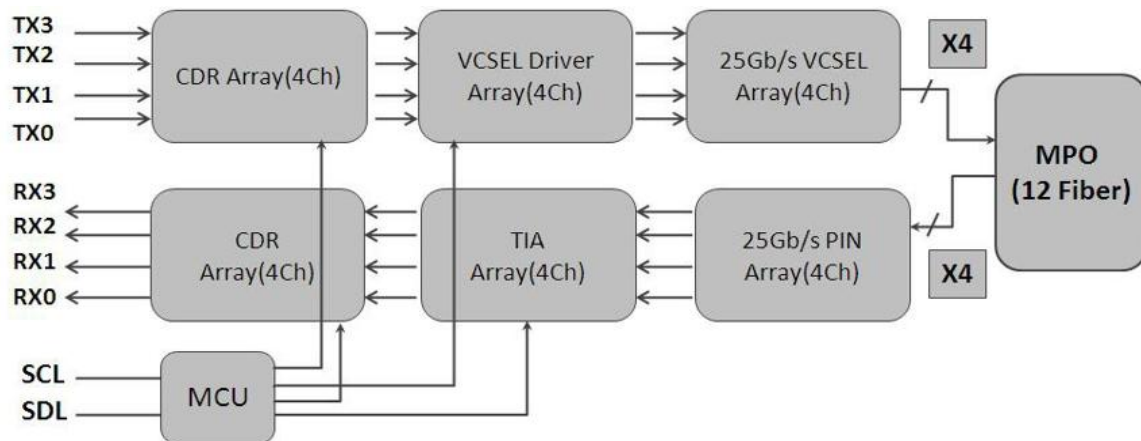 TX3
TX2
TX1
TX0
CDR Array(4Ch)
VCSEL Driver
Array(4Ch)
25Gb/s VCSEL
Array(4Ch)
X4
MPO
(12 Fiber)
RX3
RX2
RX1
RX0
CDR
Array(4Ch)
TIA
Array(4Ch)
25Gb/s PIN
Array(4Ch)
X4
SCL
SDL
MCU